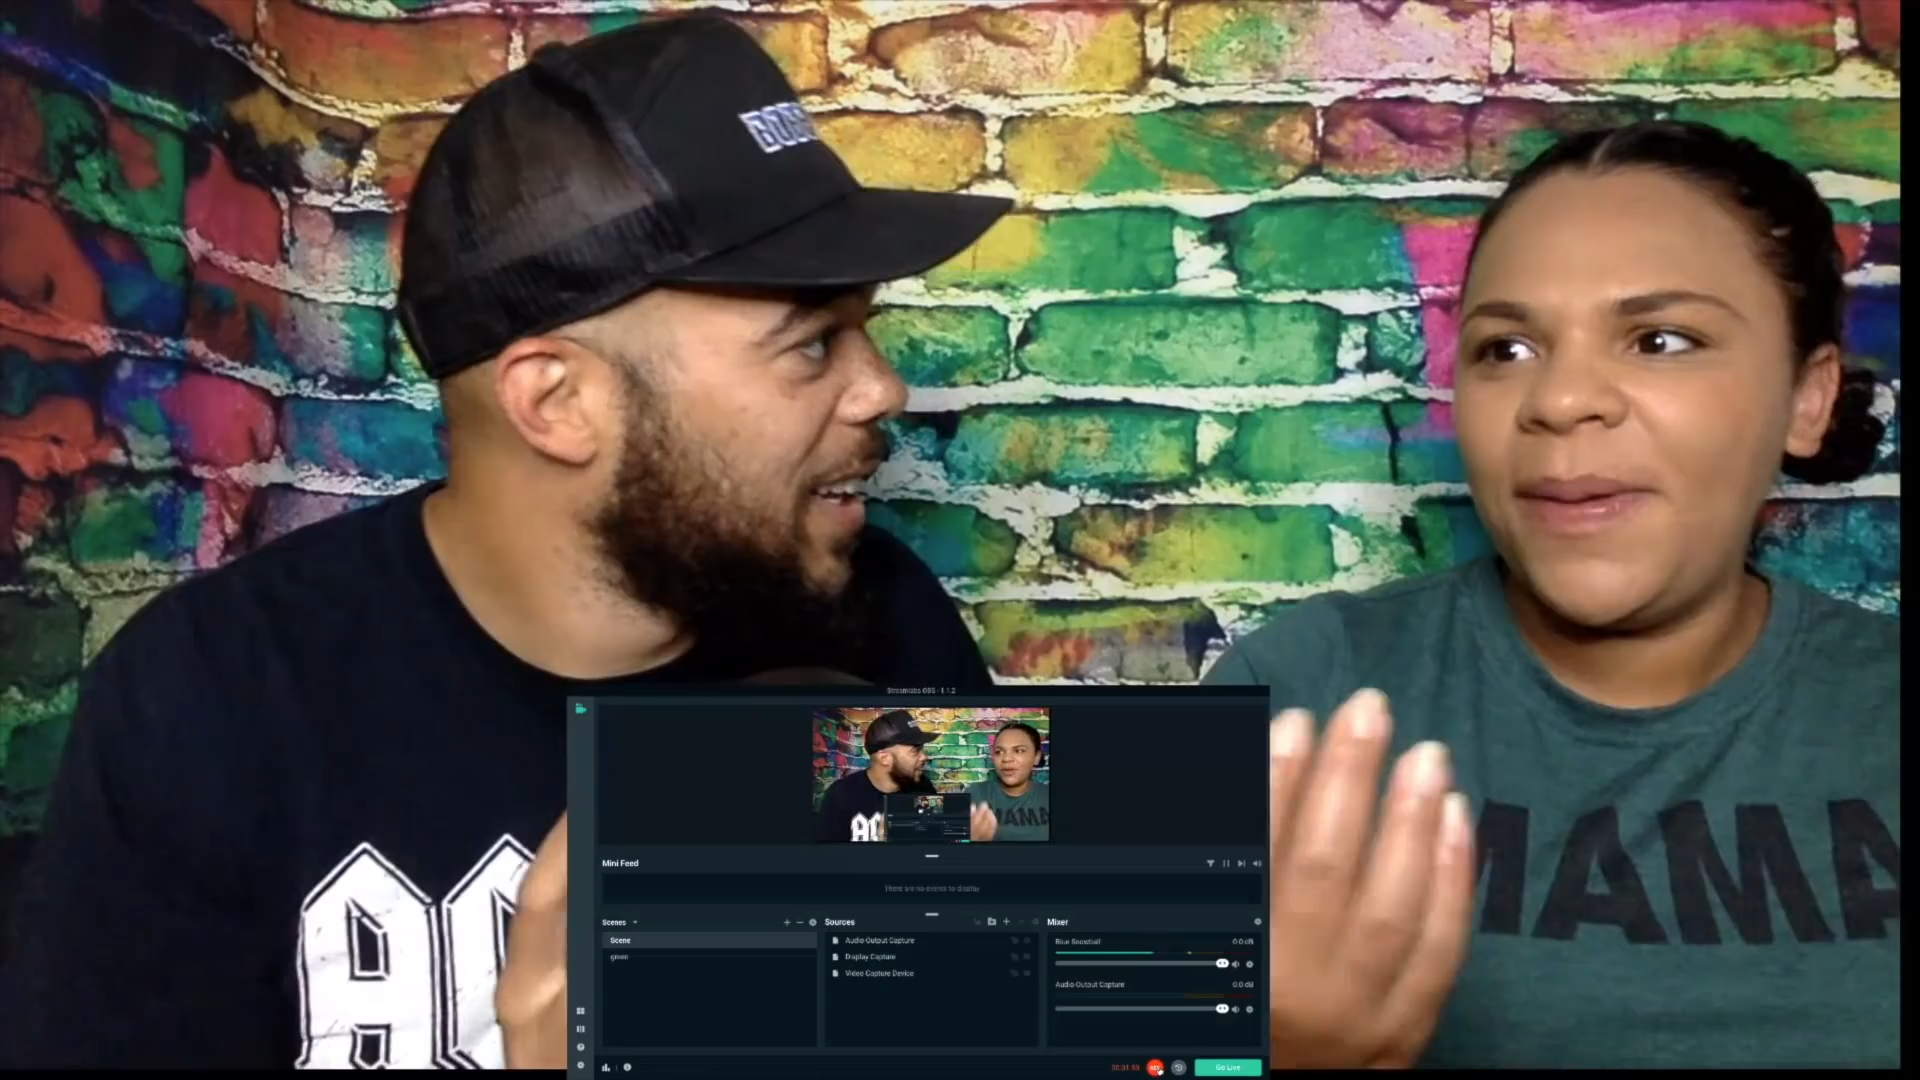 MAMA
Streamlabs OBS - 1.1.2
MAMA
Mini Feed
There are no events to display
Scenes
Sources
Mixer
Scene
green
Audio Output Capture
Display Capture
Video Capture Device
Blue Snowball
0.0 dB
Audio Output Capture
0.0 dB
REC
Go Live